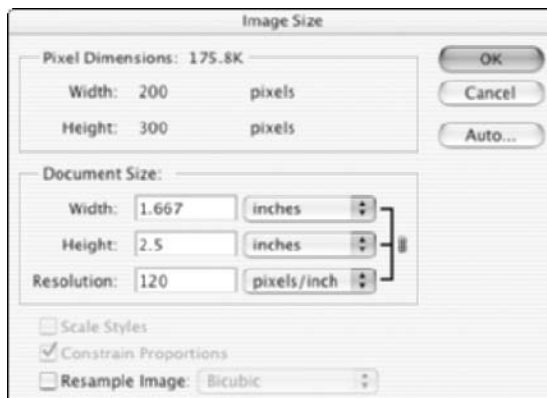 Image Size
Pixel Dimensions: 175.8K
Width: 200 pixels
Height: 300 pixels
OK
Cancel
Auto...
Document Size:
Width: 1.667 inches
Height: 2.5 inches
Resolution: 120 pixels/inch
Scale Styles
Constrain Proportions
Resample Image: Bicubic